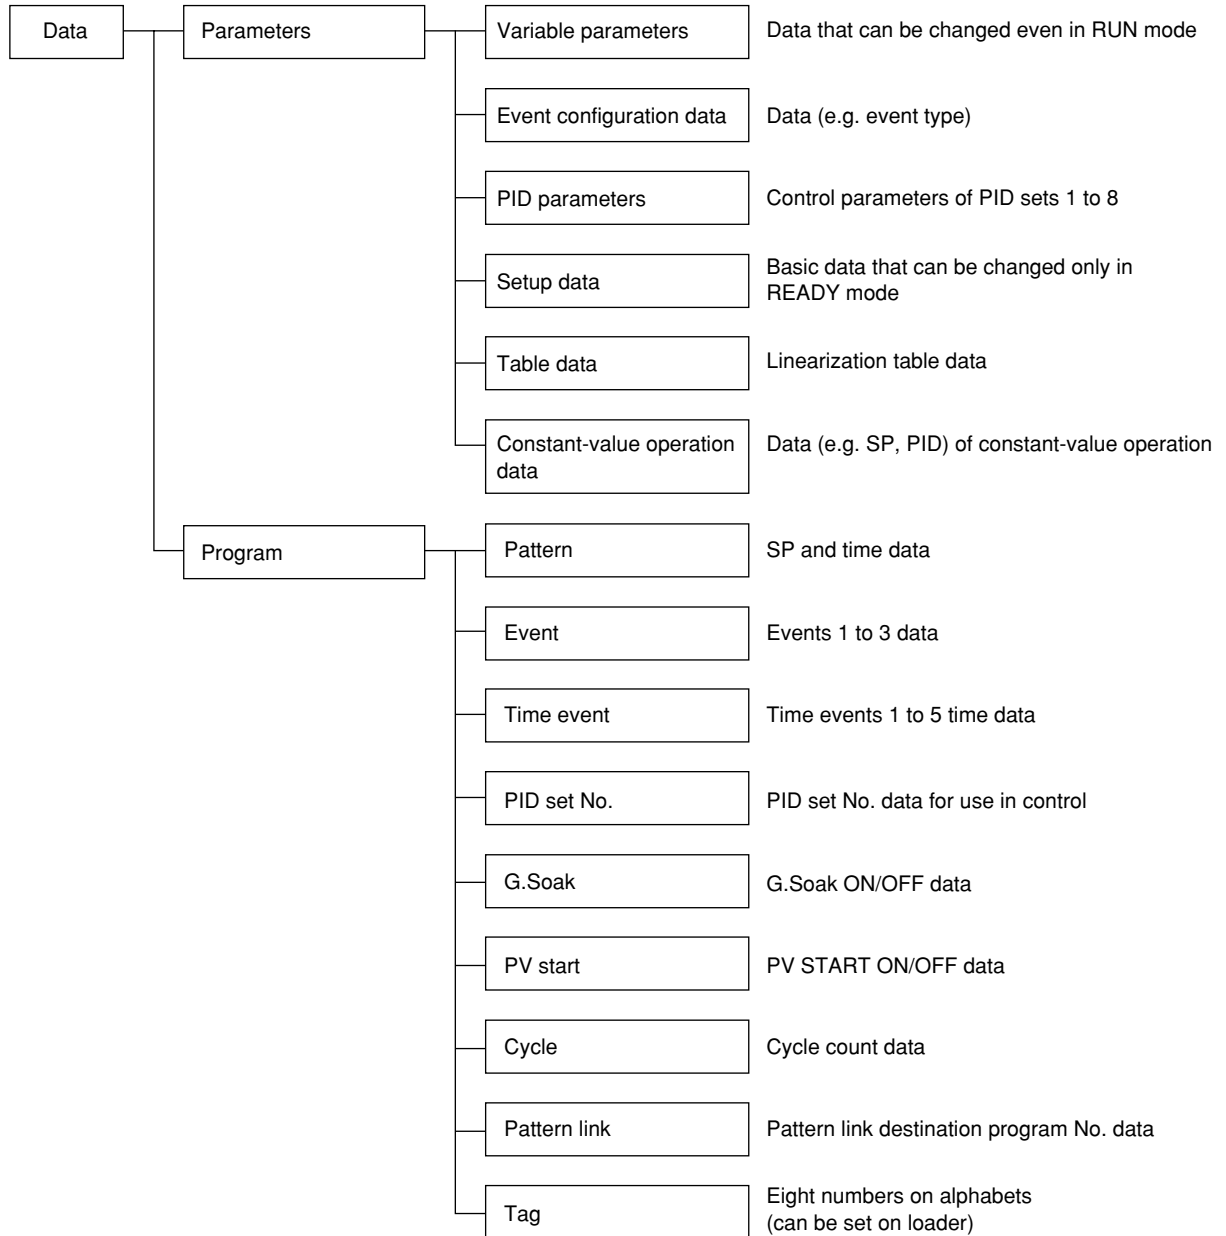 Data
Parameters
Variable parameters
Data that can be changed even in RUN mode
Event configuration data
Data (e.g. event type)
PID parameters
Control parameters of PID sets 1 to 8
Setup data
Basic data that can be changed only in
READY mode
Table data
Linearization table data
Constant-value operation
data
Data (e.g. SP, PID) of constant-value operation
Program
Pattern
SP and time data
Event
Events 1 to 3 data
Time event
Time events 1 to 5 time data
PID set No.
PID set No. data for use in control
G.Soak
G.Soak ON/OFF data
PV start
PV START ON/OFF data
Cycle
Cycle count data
Pattern link
Pattern link destination program No. data
Tag
Eight numbers on alphabets
(can be set on loader)